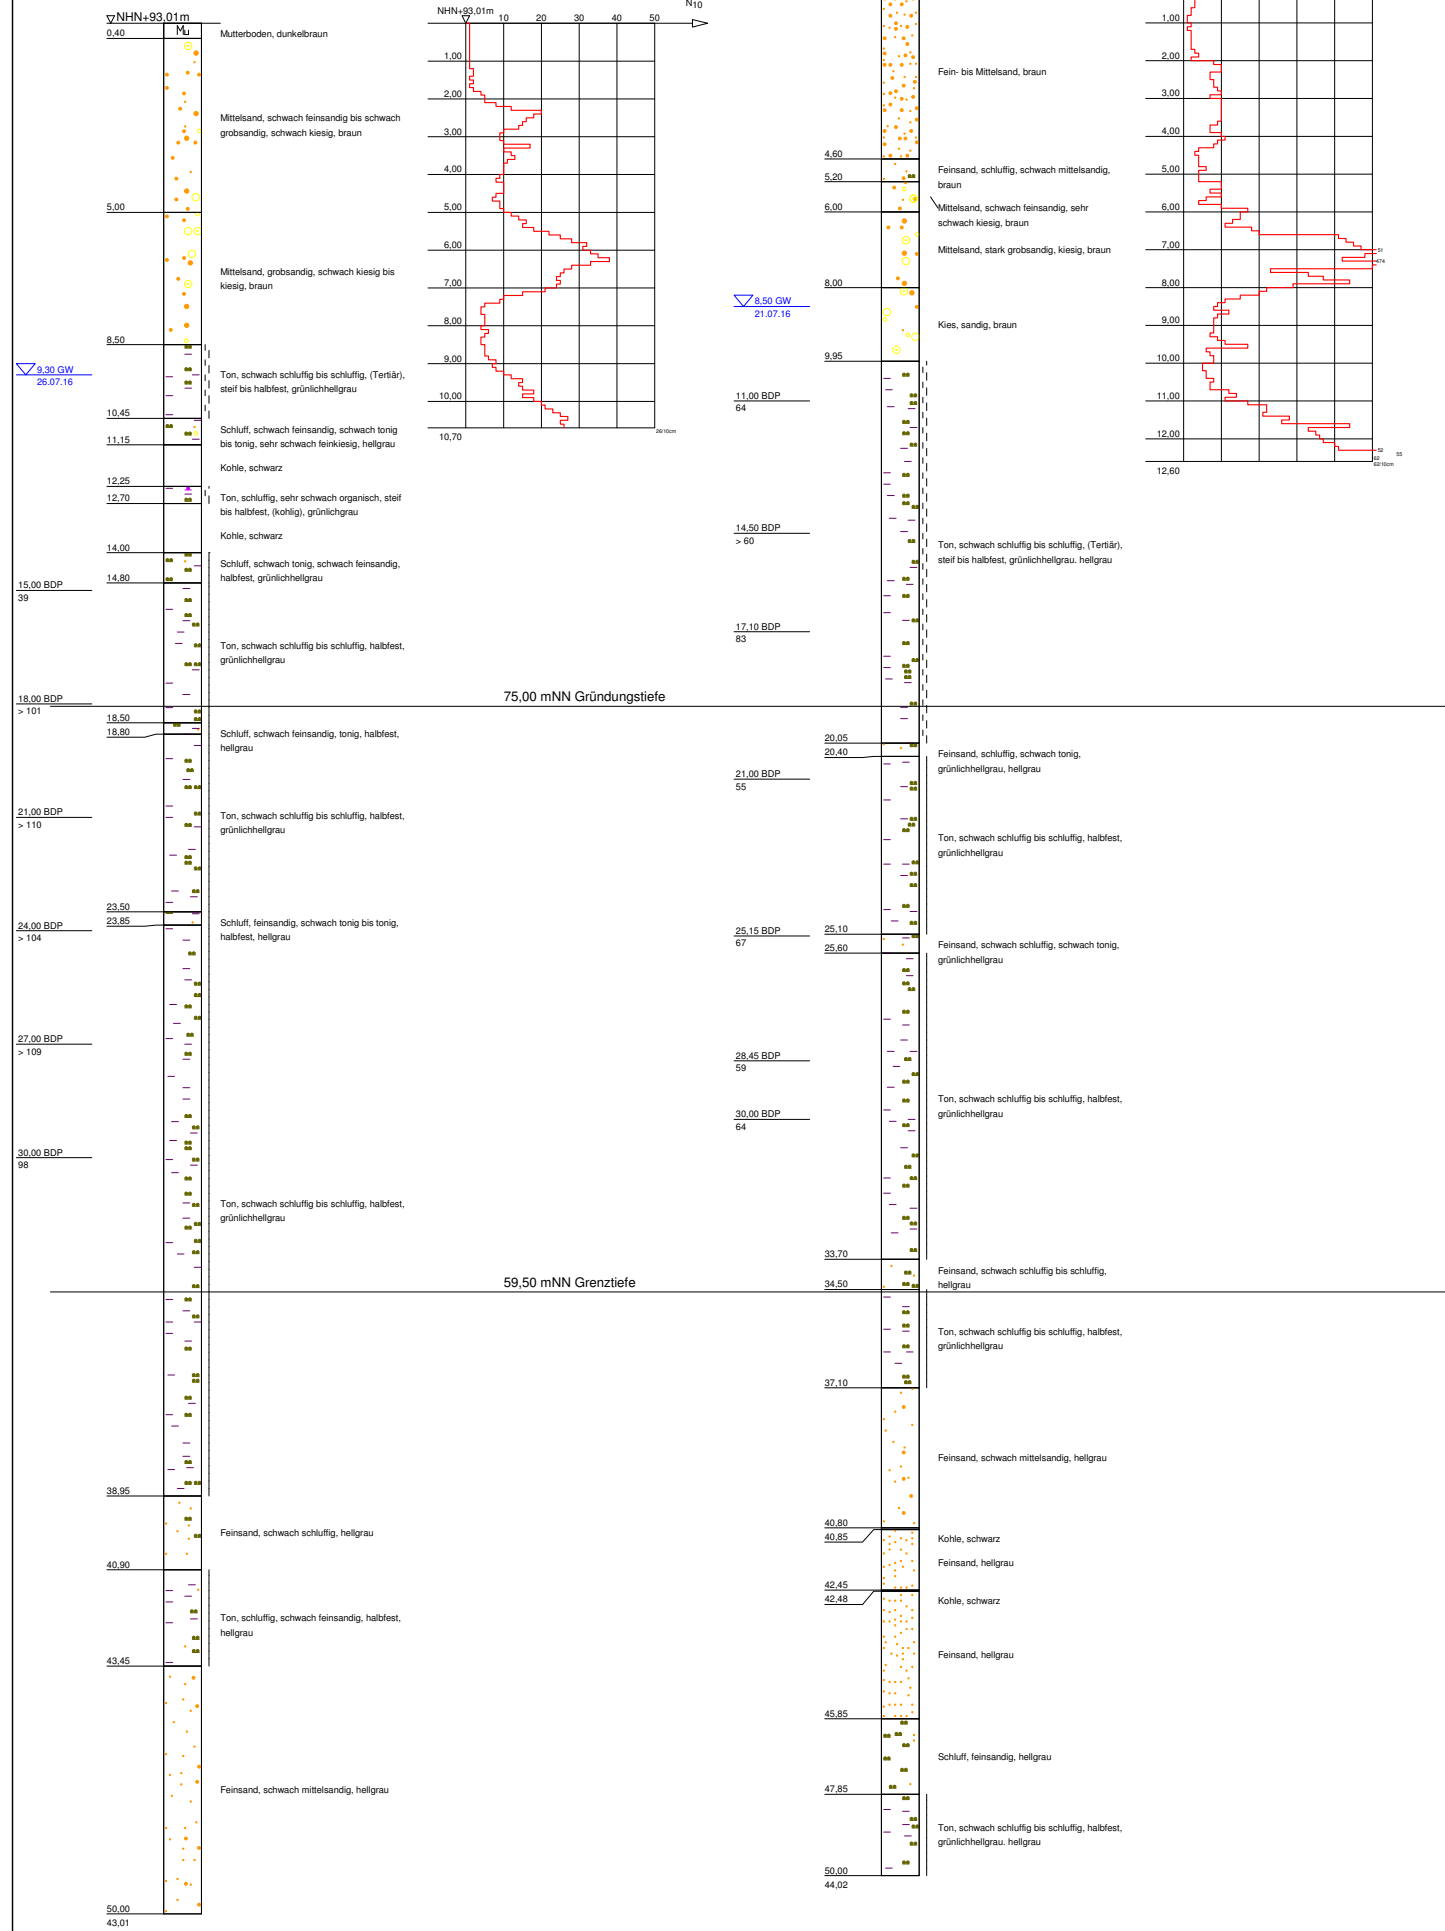 NHN+93,01m
0,40
Mu
Mutterboden, dunkelbraun
Mittelsand, schwach feinsandig bis schwach
grobsandig, schwach kiesig, braun
5,00
Mittelsand, grobsandig, schwach kiesig bis
kiesig, braun
8,50
9,30 GW
26.07.16
Ton, schwach schluffig bis schluffig, (Tertiär),
steif bis halbfest, grünlichhellgrau
10,45
Schluff, schwach feinsandig, schwach tonig
bis tonig, sehr schwach feinkiesig, hellgrau
11,15
Kohle, schwarz
12,25
12,70
Ton, schluffig, sehr schwach organisch, steif
bis halbfest, (kohlig), grünlichgrau
Kohle, schwarz
14,00
Schluff, schwach tonig, schwach feinsandig,
halbfest, grünlichhellgrau
14,80
15,00 BDP
39
Ton, schwach schluffig bis schluffig, halbfest,
grünlichhellgrau
18,00 BDP
> 101
18,50
18,80
Schluff, schwach feinsandig, tonig, halbfest,
hellgrau
21,00 BDP
> 110
Ton, schwach schluffig bis schluffig, halbfest,
grünlichhellgrau
23,50
23,85
Schluff, feinsandig, schwach tonig bis tonig,
halbfest, hellgrau
24,00 BDP
> 104
27,00 BDP
> 109
30,00 BDP
98
Ton, schwach schluffig bis schluffig, halbfest,
grünlichhellgrau
38,95
Feinsand, schwach schluffig, hellgrau
40,90
Ton, schluffig, schwach feinsandig, halbfest,
hellgrau
43,45
Feinsand, schwach mittelsandig, hellgrau
50,00
43,01
NHN+93,01m
10 20 30 40 50
N10
1,00
2,00
3,00
4,00
5,00
6,00
7,00
8,00
9,00
10,00
10,70
26/10cm
75,00 mNN Gründungstiefe
59,50 mNN Grenztiefe
Fein- bis Mittelsand, braun
4,60
Feinsand, schluffig, schwach mittelsandig,
braun
5,20
Mittelsand, schwach feinsandig, sehr
schwach kiesig, braun
6,00
Mittelsand, stark grobsandig, kiesig, braun
8,00
8,50 GW
21.07.16
Kies, sandig, braun
9,95
11,00 BDP
64
14,50 BDP
> 60
Ton, schwach schluffig bis schluffig, (Tertiär),
steif bis halbfest, grünlichhellgrau. hellgrau
17,10 BDP
83
20,05
20,40
Feinsand, schluffig, schwach tonig,
grünlichhellgrau, hellgrau
21,00 BDP
55
Ton, schwach schluffig bis schluffig, halbfest,
grünlichhellgrau
25,10
25,15 BDP
67
25,60
Feinsand, schwach schluffig, schwach tonig,
grünlichhellgrau
28,45 BDP
59
30,00 BDP
64
Ton, schwach schluffig bis schluffig, halbfest,
grünlichhellgrau
33,70
Feinsand, schwach schluffig bis schluffig,
hellgrau
34,50
Ton, schwach schluffig bis schluffig, halbfest,
grünlichhellgrau
37,10
Feinsand, schwach mittelsandig, hellgrau
40,80
40,85
Kohle, schwarz
Feinsand, hellgrau
42,45
42,48
Kohle, schwarz
Feinsand, hellgrau
45,85
Schluff, feinsandig, hellgrau
47,85
Ton, schwach schluffig bis schluffig, halbfest,
grünlichhellgrau. hellgrau
50,00
44,02
1,00
2,00
3,00
4,00
5,00
6,00
7,00
51
474
8,00
9,00
10,00
11,00
12,00
52
55
62
62/10cm
12,60